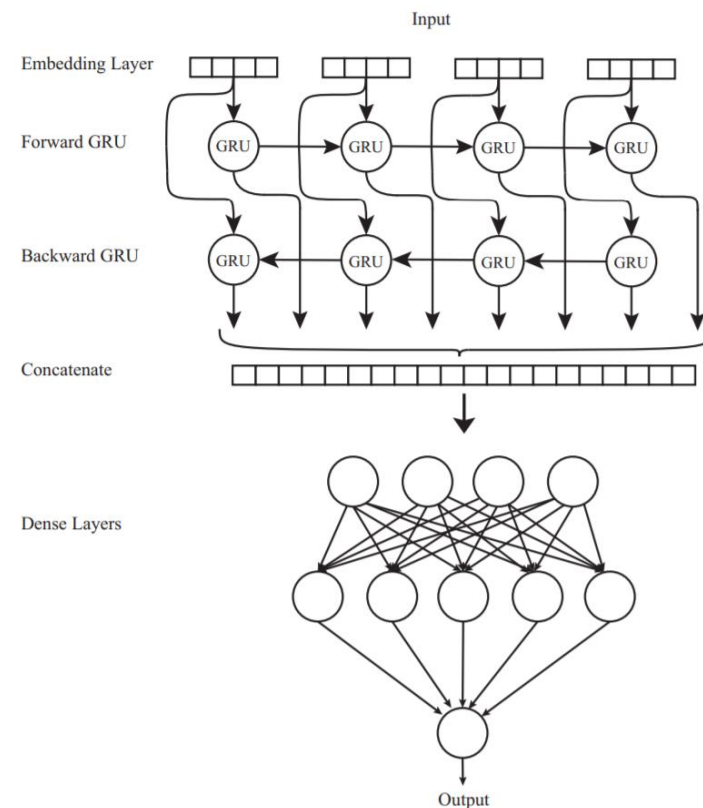 Input
Embedding Layer
Forward GRU
GRU
GRU
GRU
GRU
Backward GRU
GRU
GRU
GRU
GRU
Concatenate
Dense Layers
Output